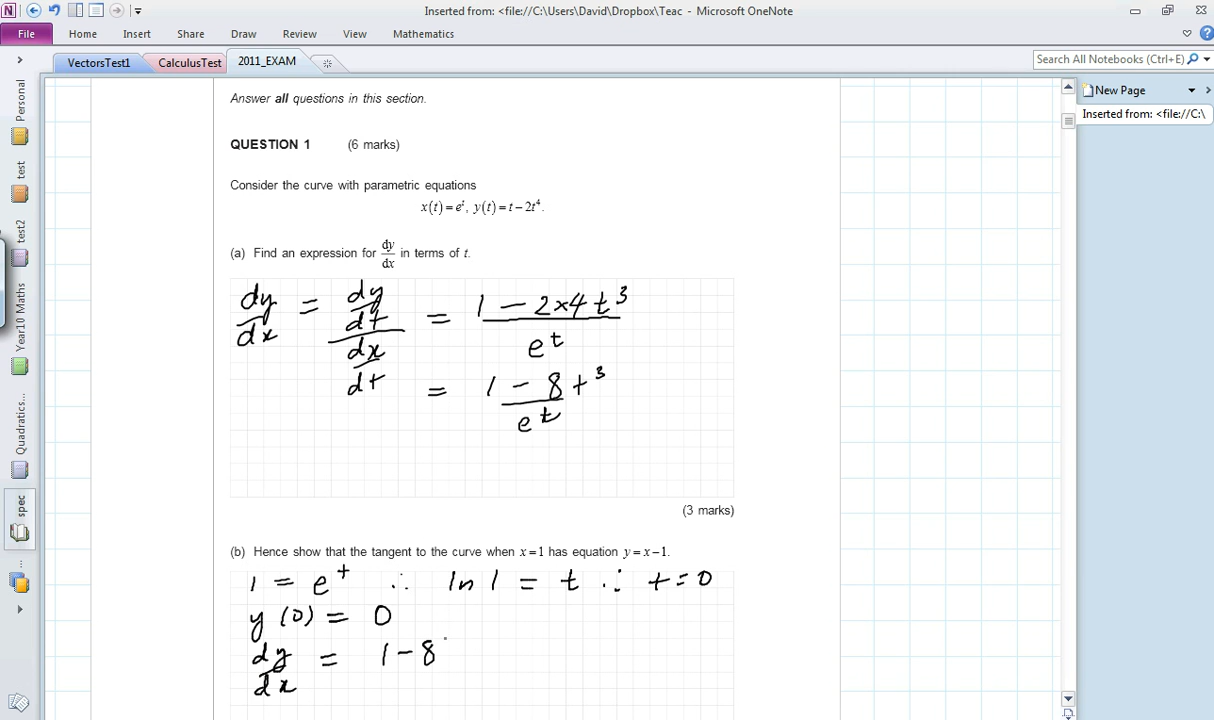 Inserted from: <file://C:\Users\David\Dropbox\Teac - Microsoft OneNote
File Home Insert Share Draw Review View Mathematics
VectorsTest1 CalculusTest 2011_EXAM
Search All Notebooks (Ctrl+E)
New Page
Inserted from: <file://C:\
Personal
test
test2
Year10 Maths
Quadratics...
spec
Answer all questions in this section.
QUESTION 1 (6 marks)
Consider the curve with parametric equations
x(t) = e^t, y(t) = t − 2t^4.
(a) Find an expression for dy/dx in terms of t.
dy/dx = (dy/dt)/(dx/dt) = (1 − 2×4t^3)/e^t
= (1 − 8t^3)/e^t
(3 marks)
(b) Hence show that the tangent to the curve when x = 1 has equation y = x − 1.
1 = e^t ∴ ln 1 = t ∴ t = 0
y(0) = 0
dy/dx = 1 − 8